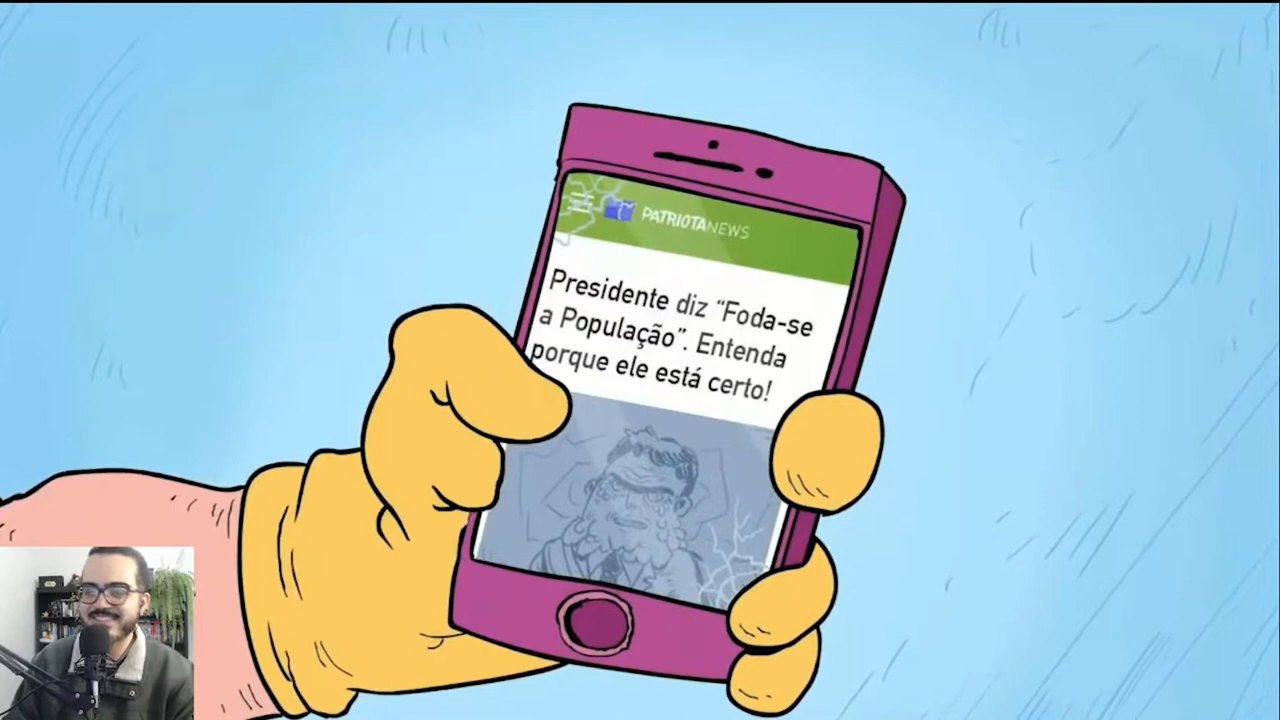 PATRIOTANEWS
Presidente diz "Foda-se
a População". Entenda
porque ele está certo!